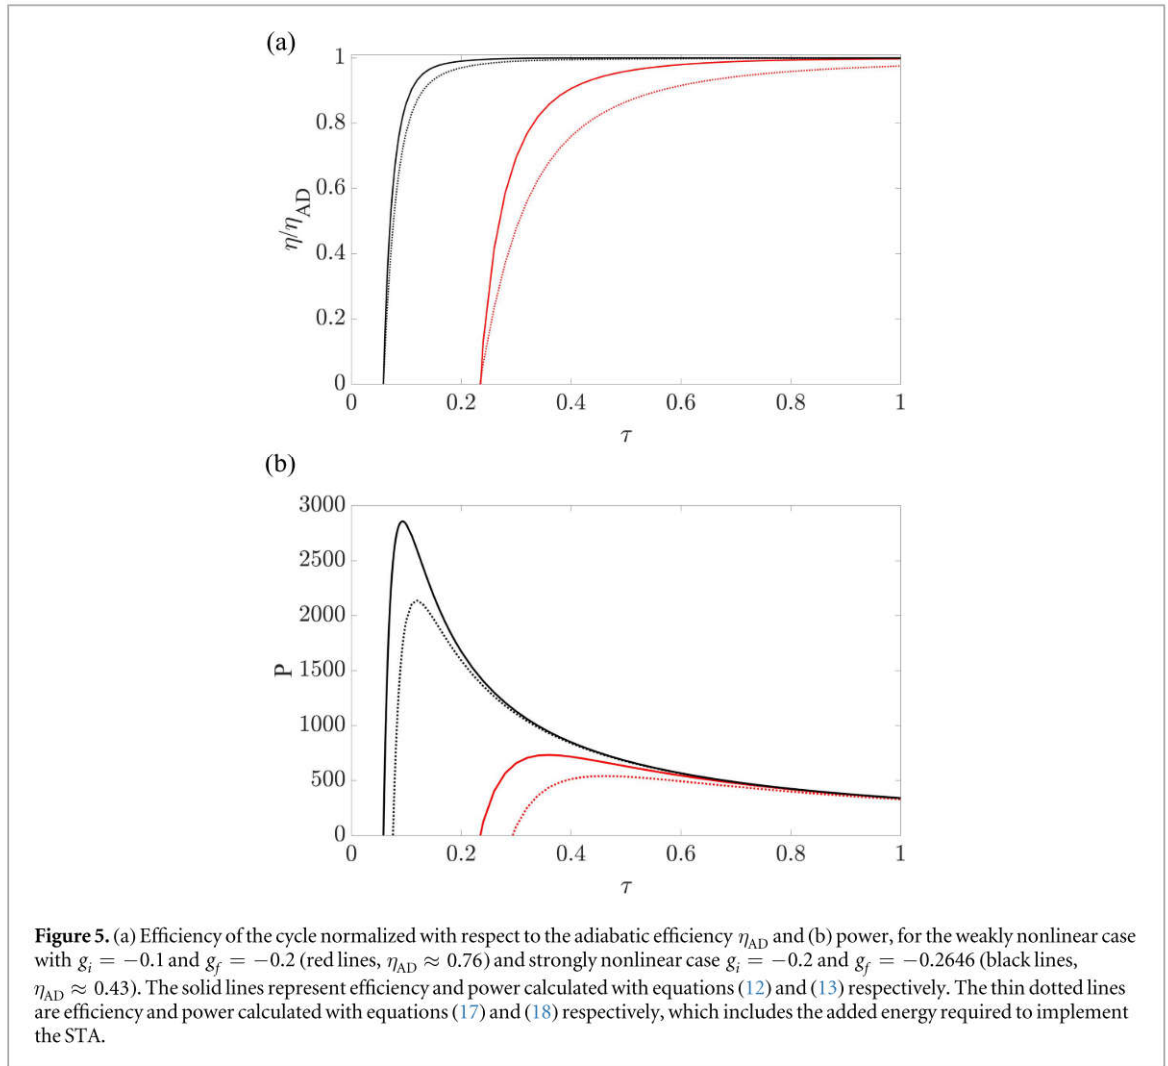 (a)
1
0.8
0.6
0.4
0.2
0
η/η_AD
0 0.2 0.4 0.6 0.8 1
τ
(b)
3000
2500
2000
1500
1000
500
0
P
0 0.2 0.4 0.6 0.8 1
τ
Figure 5. (a) Efficiency of the cycle normalized with respect to the adiabatic efficiency η_AD and (b) power, for the weakly nonlinear case
with g_i = −0.1 and g_f = −0.2 (red lines, η_AD ≈ 0.76) and strongly nonlinear case g_i = −0.2 and g_f = −0.2646 (black lines,
η_AD ≈ 0.43). The solid lines represent efficiency and power calculated with equations (12) and (13) respectively. The thin dotted lines
are efficiency and power calculated with equations (17) and (18) respectively, which includes the added energy required to implement
the STA.